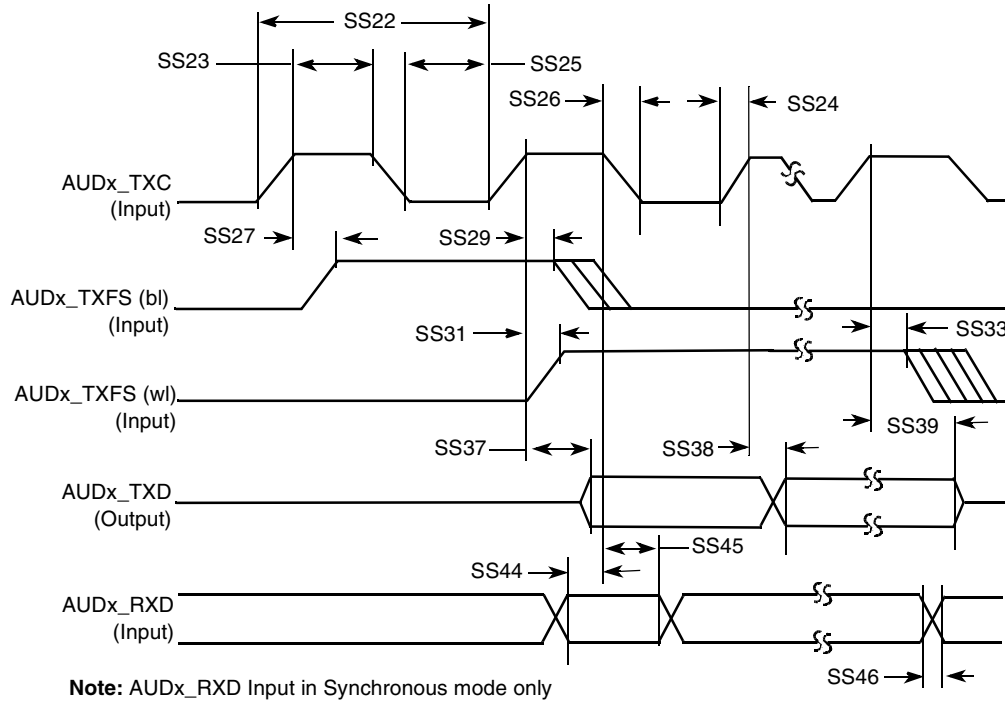 SS22
SS23
SS25
SS26
SS24
AUDx_TXC
(Input)
SS27
SS29
AUDx_TXFS (bl)
(Input)
SS31
SS33
AUDx_TXFS (wl)
(Input)
SS39
SS37
SS38
AUDx_TXD
(Output)
SS45
SS44
AUDx_RXD
(Input)
SS46
Note: AUDx_RXD Input in Synchronous mode only